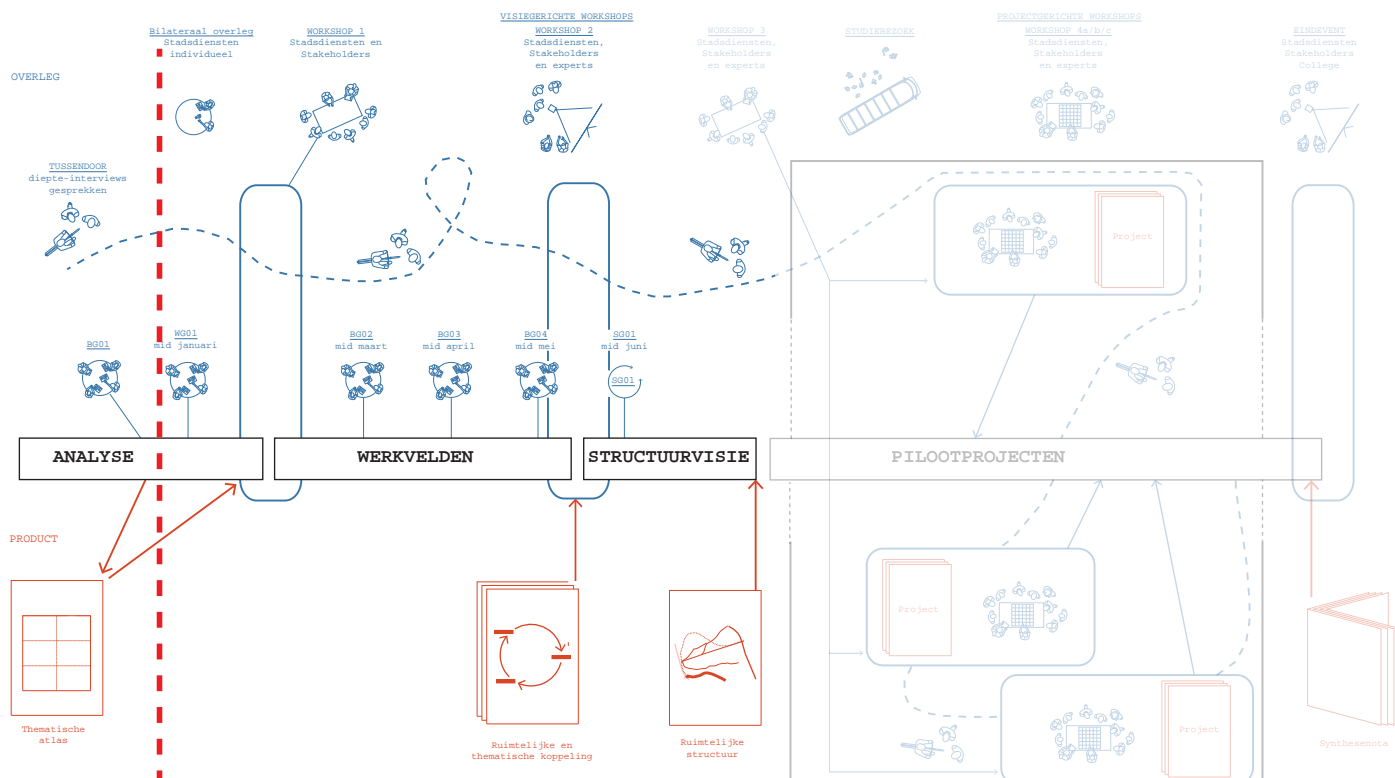 VISIEGERICHTE WORKSHOPS
PROJECTGERICHTE WORKSHOPS
Bilateraal overleg
Stadsdiensten
individueel
WORKSHOP 1
Stadsdiensten en
Stakeholders
WORKSHOP 2
Stadsdiensten,
Stakeholders
en experts
WORKSHOP 3
Stadsdiensten,
Stakeholders
en experts
STUDIEBEZOEK
WORKSHOP 4a/b/c
Stadsdiensten,
Stakeholders
en experts
EINDEVENT
Stadsdiensten
Stakeholders
College
OVERLEG
TUSSENDOOR
diepte-interviews
gesprekken
Project
BG01
WG01
mid januari
BG02
mid maart
BG03
mid april
BG04
mid mei
SG01
mid juni
SG01
ANALYSE
WERKVELDEN
STRUCTUURVISIE
PILOOTPROJECTEN
PRODUCT
Project
Project
Thematische
atlas
Ruimtelijke en
thematische koppeling
Ruimtelijke
structuur
Synthesenota